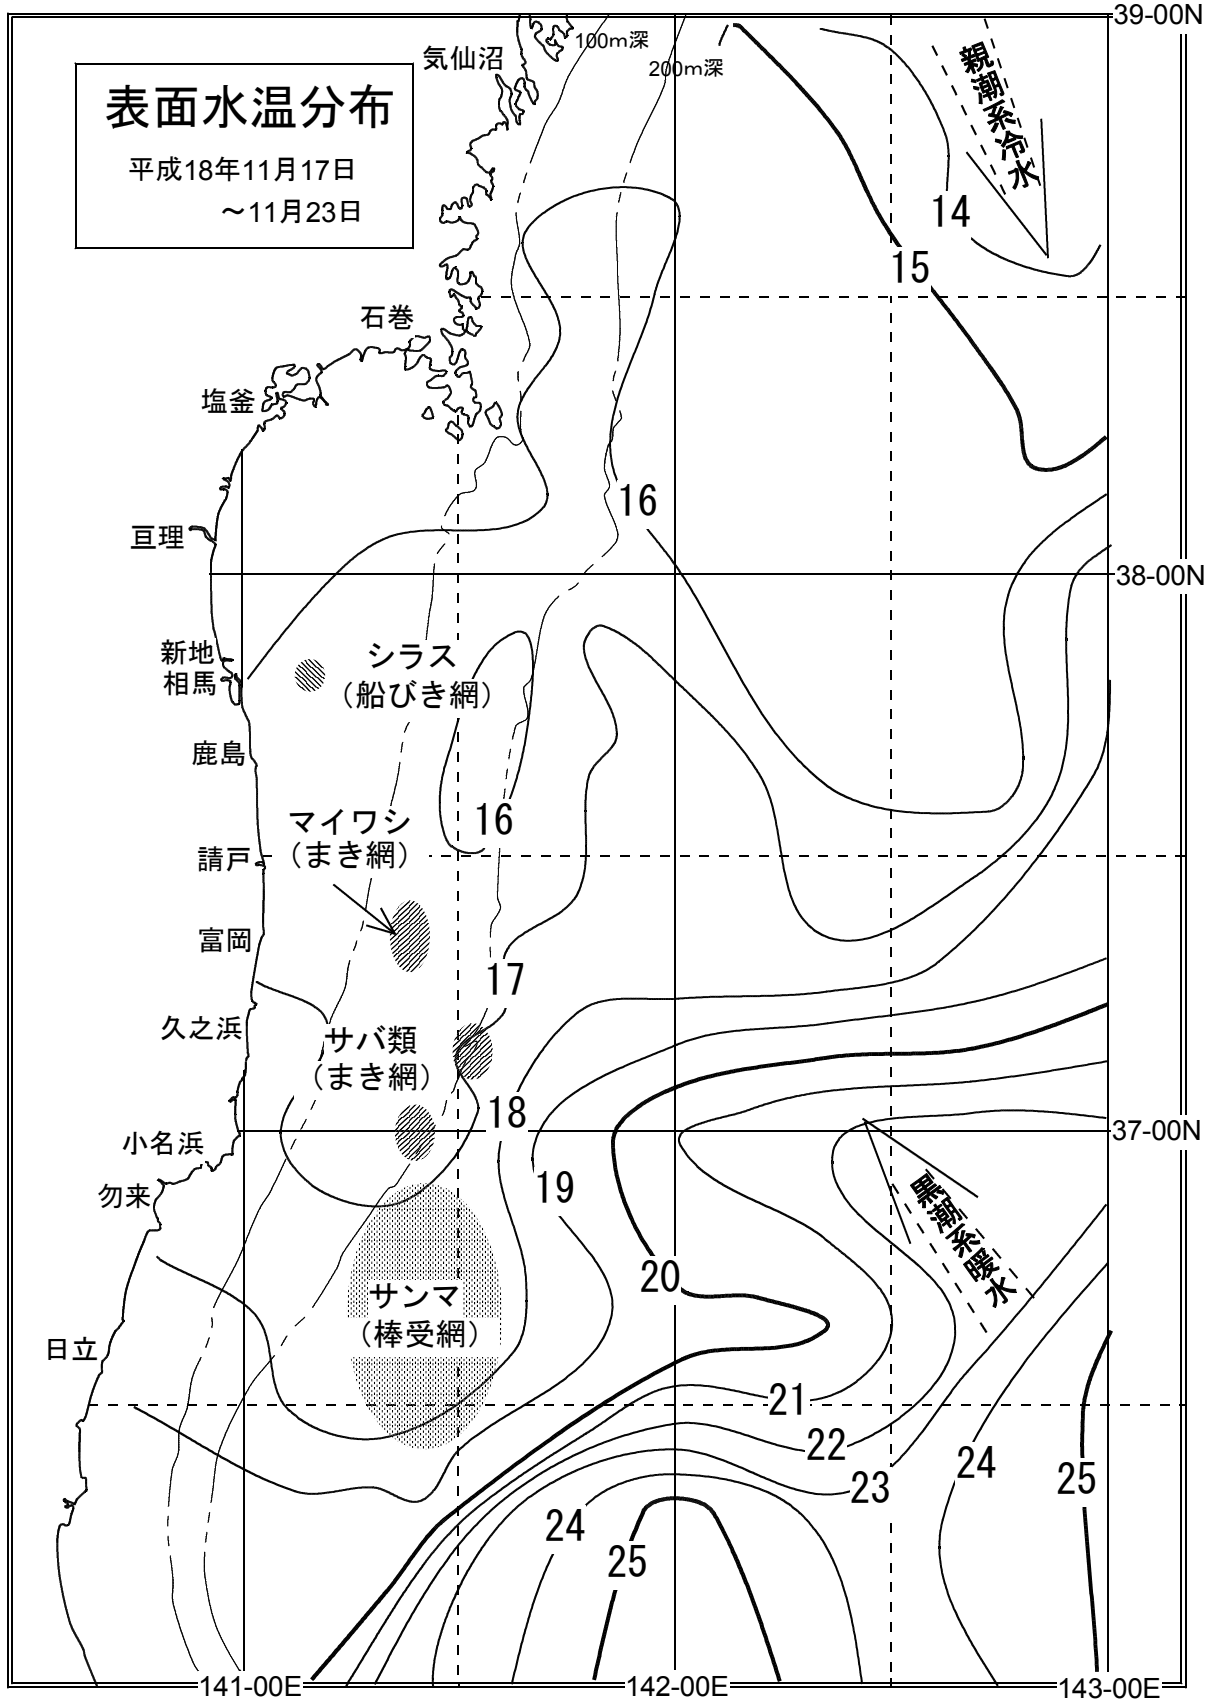 39-00N
100m深
気仙沼
200m深
表面水温分布
平成18年11月17日
~11月23日
親潮系冷水
14
15
石巻
塩釜
16
亘理
38-00N
新地
シラス
(船びき網)
相馬
鹿島
マイワシ
(まき網)
16
請戸
富岡
17
久之浜
サバ類
(まき網)
18
37-00N
小名浜
勿来
19
黒潮系暖水
20
サンマ
(棒受網)
日立
21
22
23
24
25
24
25
141-00E
142-00E
143-00E